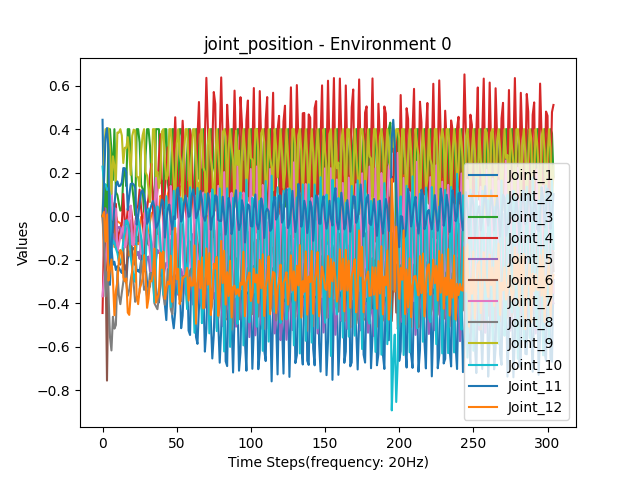 joint_position - Environment 0
Values
0.6
0.4
0.2
0.0
−0.2
−0.4
−0.6
−0.8
0 50 100 150 200 250 300
Time Steps(frequency: 20Hz)
Joint_1
Joint_2
Joint_3
Joint_4
Joint_5
Joint_6
Joint_7
Joint_8
Joint_9
Joint_10
Joint_11
Joint_12